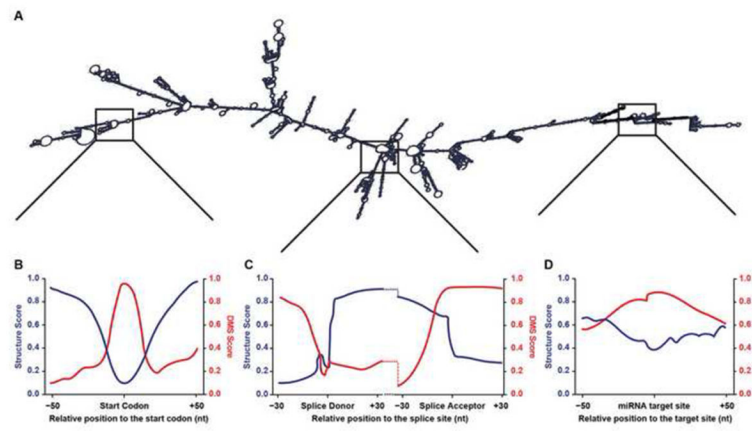 A
B
Structure Score
1.0
0.8
0.6
0.4
0.2
0.0
1.0
0.8
0.6
0.4
0.2
0.0
DMS Score
−50 Start Codon +50
Relative position to the start codon (nt)
C
Structure Score
1.0
0.8
0.6
0.4
0.2
0.0
1.0
0.8
0.6
0.4
0.2
0.0
DMS Score
−30 Splice Donor +30 −30 Splice Acceptor +30
Relative position to the splice site (nt)
D
Structure Score
1.0
0.8
0.6
0.4
0.2
0.0
1.0
0.8
0.6
0.4
0.2
0.0
DMS Score
−50 miRNA target site +50
Relative position to the target site (nt)